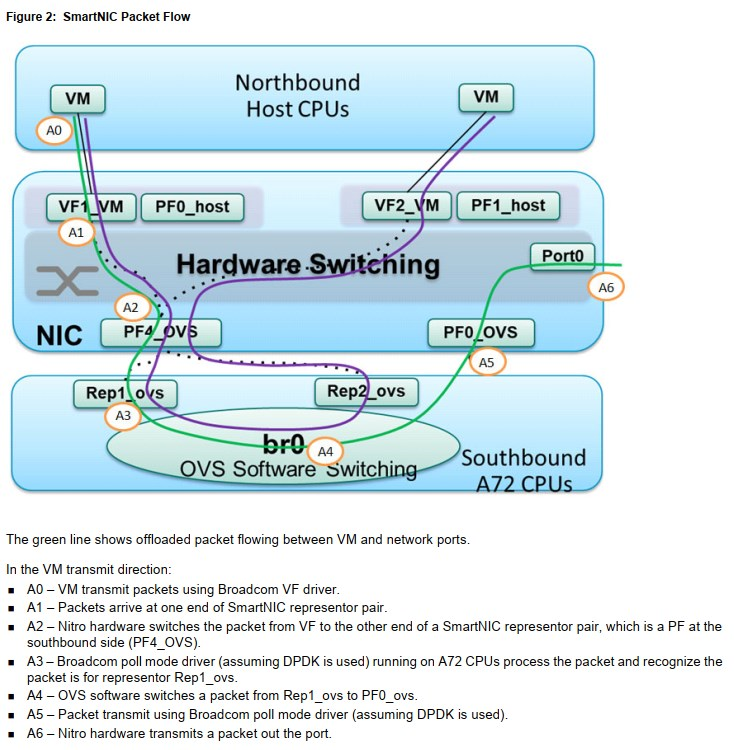 Figure 2: SmartNIC Packet Flow
Northbound
Host CPUs
VM
VM
A0
VF1_VM
PF0_host
VF2_VM
PF1_host
A1
Hardware Switching
Port0
A6
A2
NIC
PF4_OVS
PF0_OVS
A5
Rep1_ovs
Rep2_ovs
A3
br0
A4
OVS Software Switching
Southbound
A72 CPUs
The green line shows offloaded packet flowing between VM and network ports.
In the VM transmit direction:
■ A0 – VM transmit packets using Broadcom VF driver.
■ A1 – Packets arrive at one end of SmartNIC representor pair.
■ A2 – Nitro hardware switches the packet from VF to the other end of a SmartNIC representor pair, which is a PF at the
southbound side (PF4_OVS).
■ A3 – Broadcom poll mode driver (assuming DPDK is used) running on A72 CPUs process the packet and recognize the
packet is for representor Rep1_ovs.
■ A4 – OVS software switches a packet from Rep1_ovs to PF0_ovs.
■ A5 – Packet transmit using Broadcom poll mode driver (assuming DPDK is used).
■ A6 – Nitro hardware transmits a packet out the port.